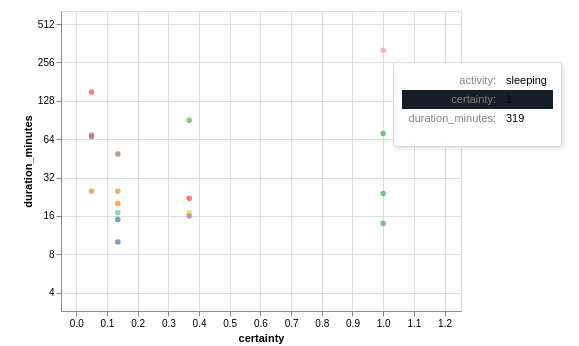 512
256
128
64
32
16
8
4
duration_minutes
0.0 0.1 0.2 0.3 0.4 0.5 0.6 0.7 0.8 0.9 1.0 1.1 1.2
certainty
activity: sleeping
certainty: 1
duration_minutes: 319